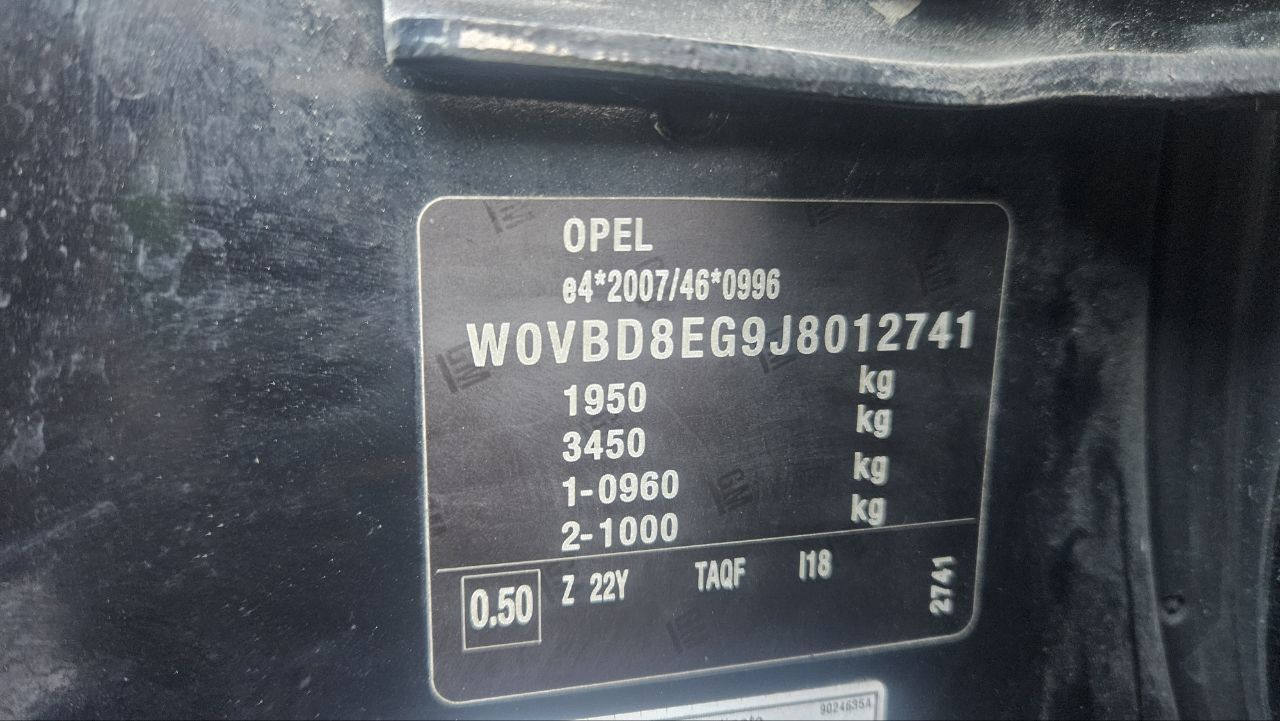 OPEL
e4*2007/46*0996
W0VBD8EG9J8012741
1950 kg
3450 kg
1-0960 kg
2-1000 kg
0.50 Z 22Y TAQF I18 2741
9024635A